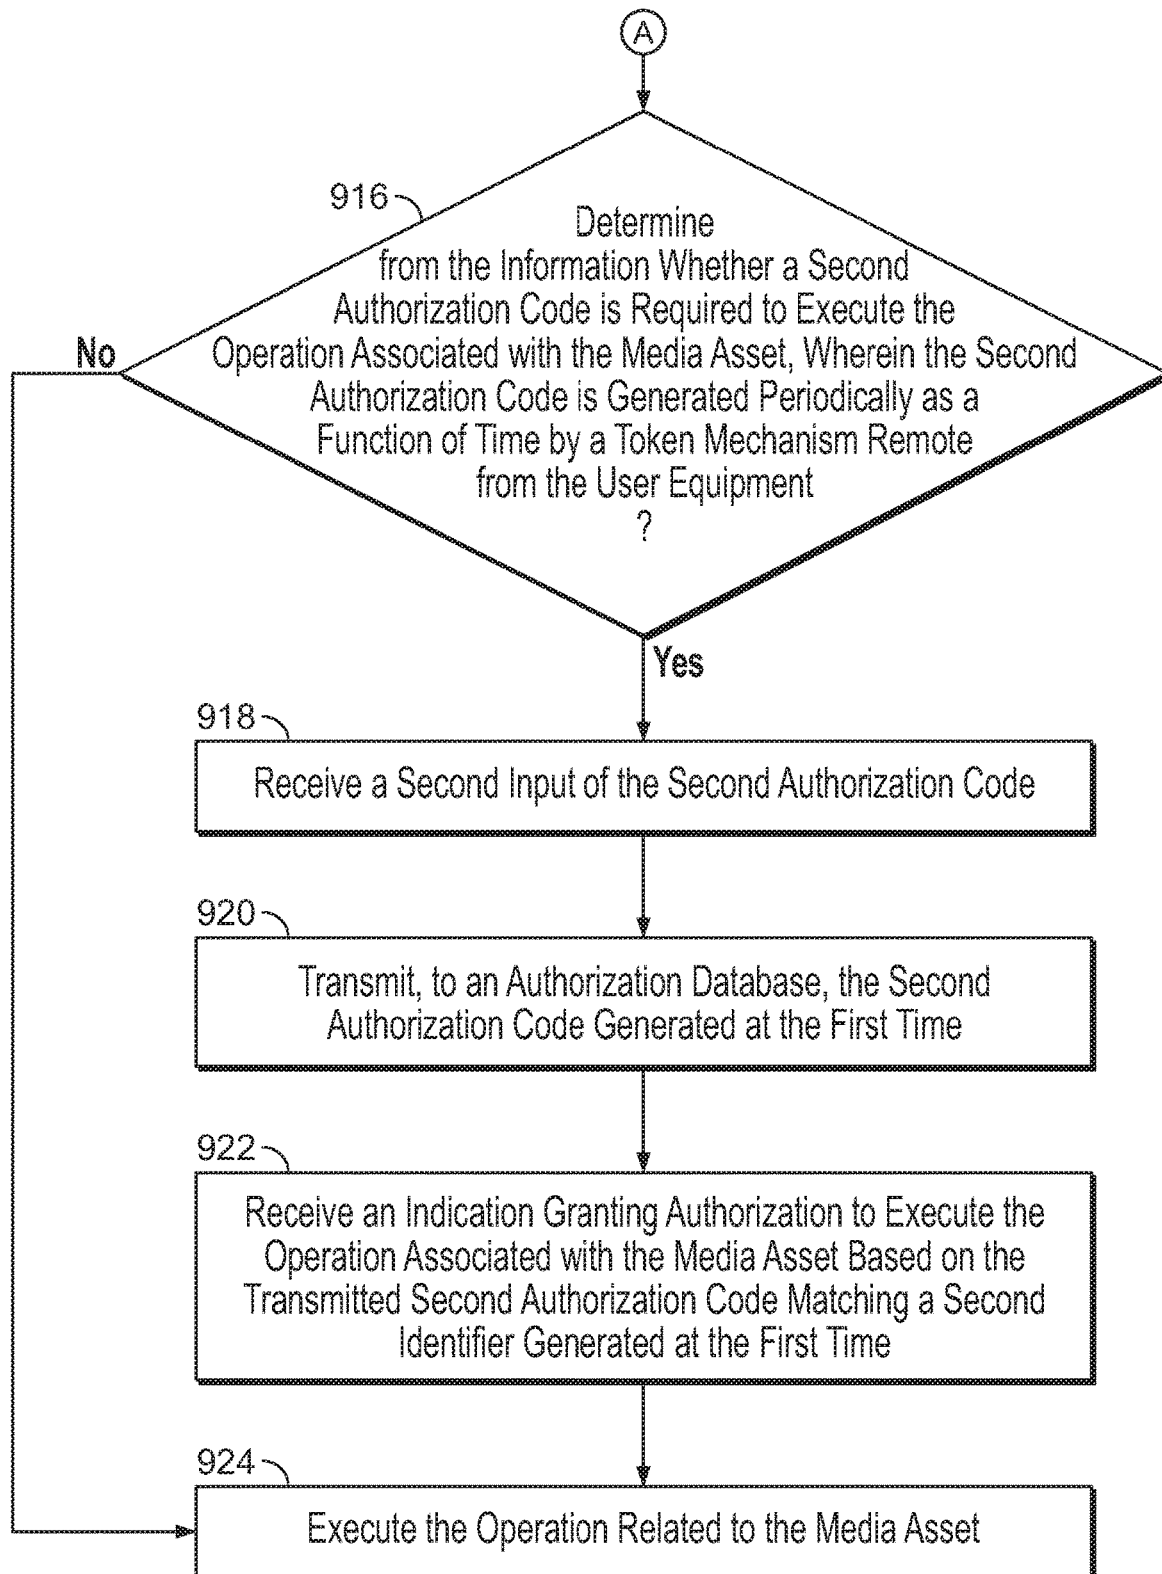 A
916
Determine
from the Information Whether a Second
Authorization Code is Required to Execute the
Operation Associated with the Media Asset, Wherein the Second
Authorization Code is Generated Periodically as a
Function of Time by a Token Mechanism Remote
from the User Equipment
?
No
Yes
918
Receive a Second Input of the Second Authorization Code
920
Transmit, to an Authorization Database, the Second
Authorization Code Generated at the First Time
922
Receive an Indication Granting Authorization to Execute the
Operation Associated with the Media Asset Based on the
Transmitted Second Authorization Code Matching a Second
Identifier Generated at the First Time
924
Execute the Operation Related to the Media Asset